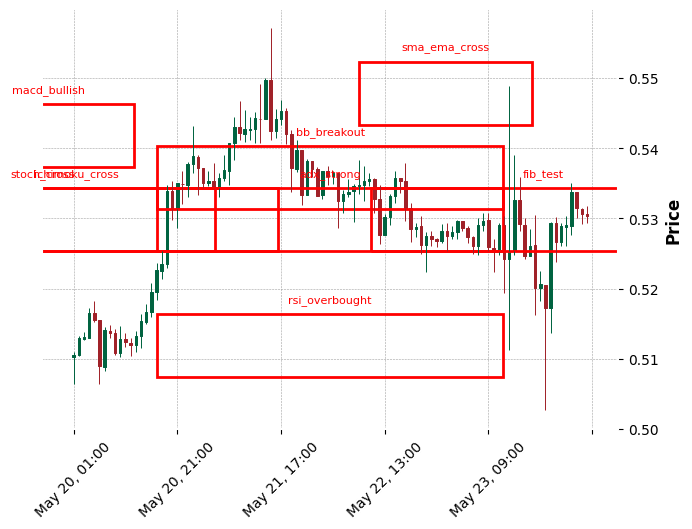 sma_ema_cross
0.55
macd_bullish
0.54
bb_breakout
fib_test
0.53
Price
0.52
rsi_overbought
0.51
0.50
May 20, 01:00
May 20, 21:00
May 21, 17:00
May 22, 13:00
May 23, 09:00